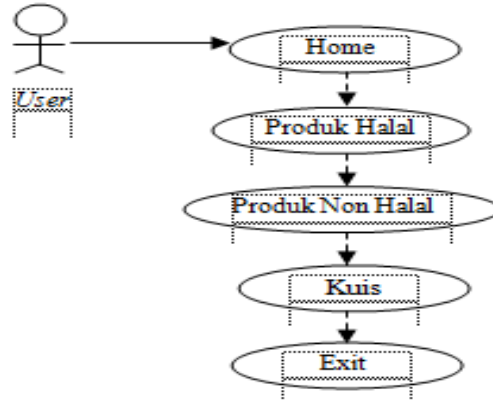 Home
User
Produk Halal
Produk Non Halal
Kuis
Exit